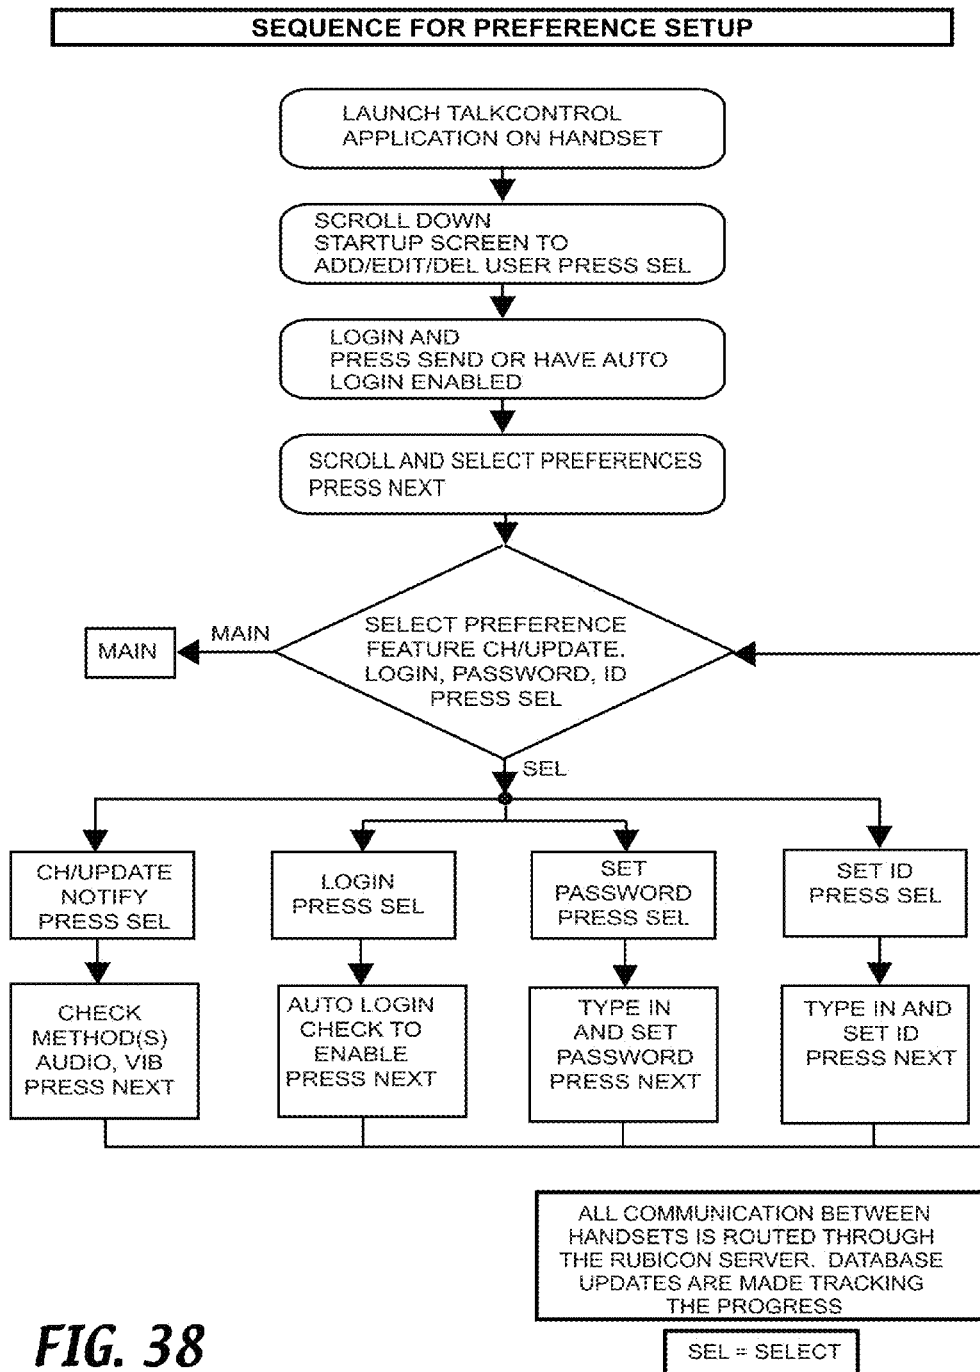 SEQUENCE FOR PREFERENCE SETUP
LAUNCH TALKCONTROL
APPLICATION ON HANDSET
SCROLL DOWN
STARTUP SCREEN TO
ADD/EDIT/DEL USER PRESS SEL
LOGIN AND
PRESS SEND OR HAVE AUTO
LOGIN ENABLED
SCROLL AND SELECT PREFERENCES
PRESS NEXT
SELECT PREFERENCE
FEATURE CH/UPDATE.
LOGIN, PASSWORD, ID
PRESS SEL
MAIN
MAIN
SEL
CH/UPDATE
NOTIFY
PRESS SEL
LOGIN
PRESS SEL
SET
PASSWORD
PRESS SEL
SET ID
PRESS SEL
CHECK
METHOD(S)
AUDIO, VIB
PRESS NEXT
AUTO LOGIN
CHECK TO
ENABLE
PRESS NEXT
TYPE IN
AND SET
PASSWORD
PRESS NEXT
TYPE IN AND
SET ID
PRESS NEXT
ALL COMMUNICATION BETWEEN
HANDSETS IS ROUTED THROUGH
THE RUBICON SERVER. DATABASE
UPDATES ARE MADE TRACKING
THE PROGRESS
SEL = SELECT
FIG. 38